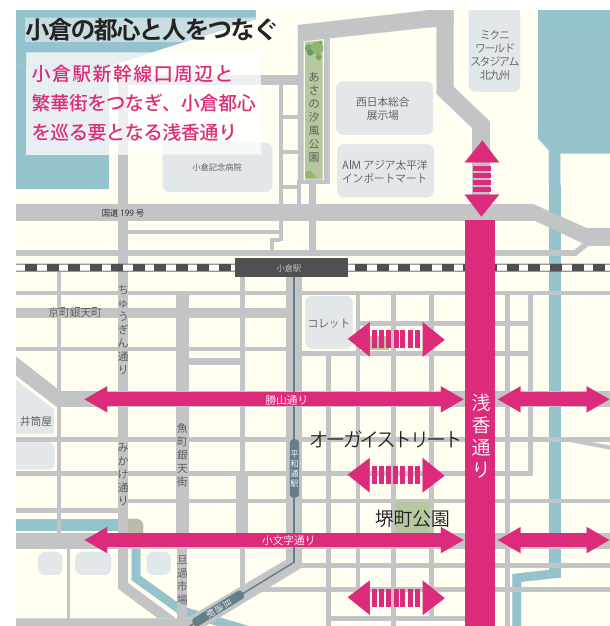 小倉の都心と人をつなぐ
小倉駅新幹線口周辺と
繁華街をつなぎ、小倉都心
を巡る要となる浅香通り
ミクニ
ワールド
スタジアム
北九州
あさの汐風公園
西日本総合
展示場
小倉記念病院
AIM アジア太平洋
インポートマート
国道 199 号
小倉駅
ちゅうぎん通り
京町銀天町
コレット
勝山通り
浅香通り
井筒屋
魚町銀天街
みかげ通り
オーガイストリート
平和通駅
堺町公園
小文字通り
旦過市場
旦過駅